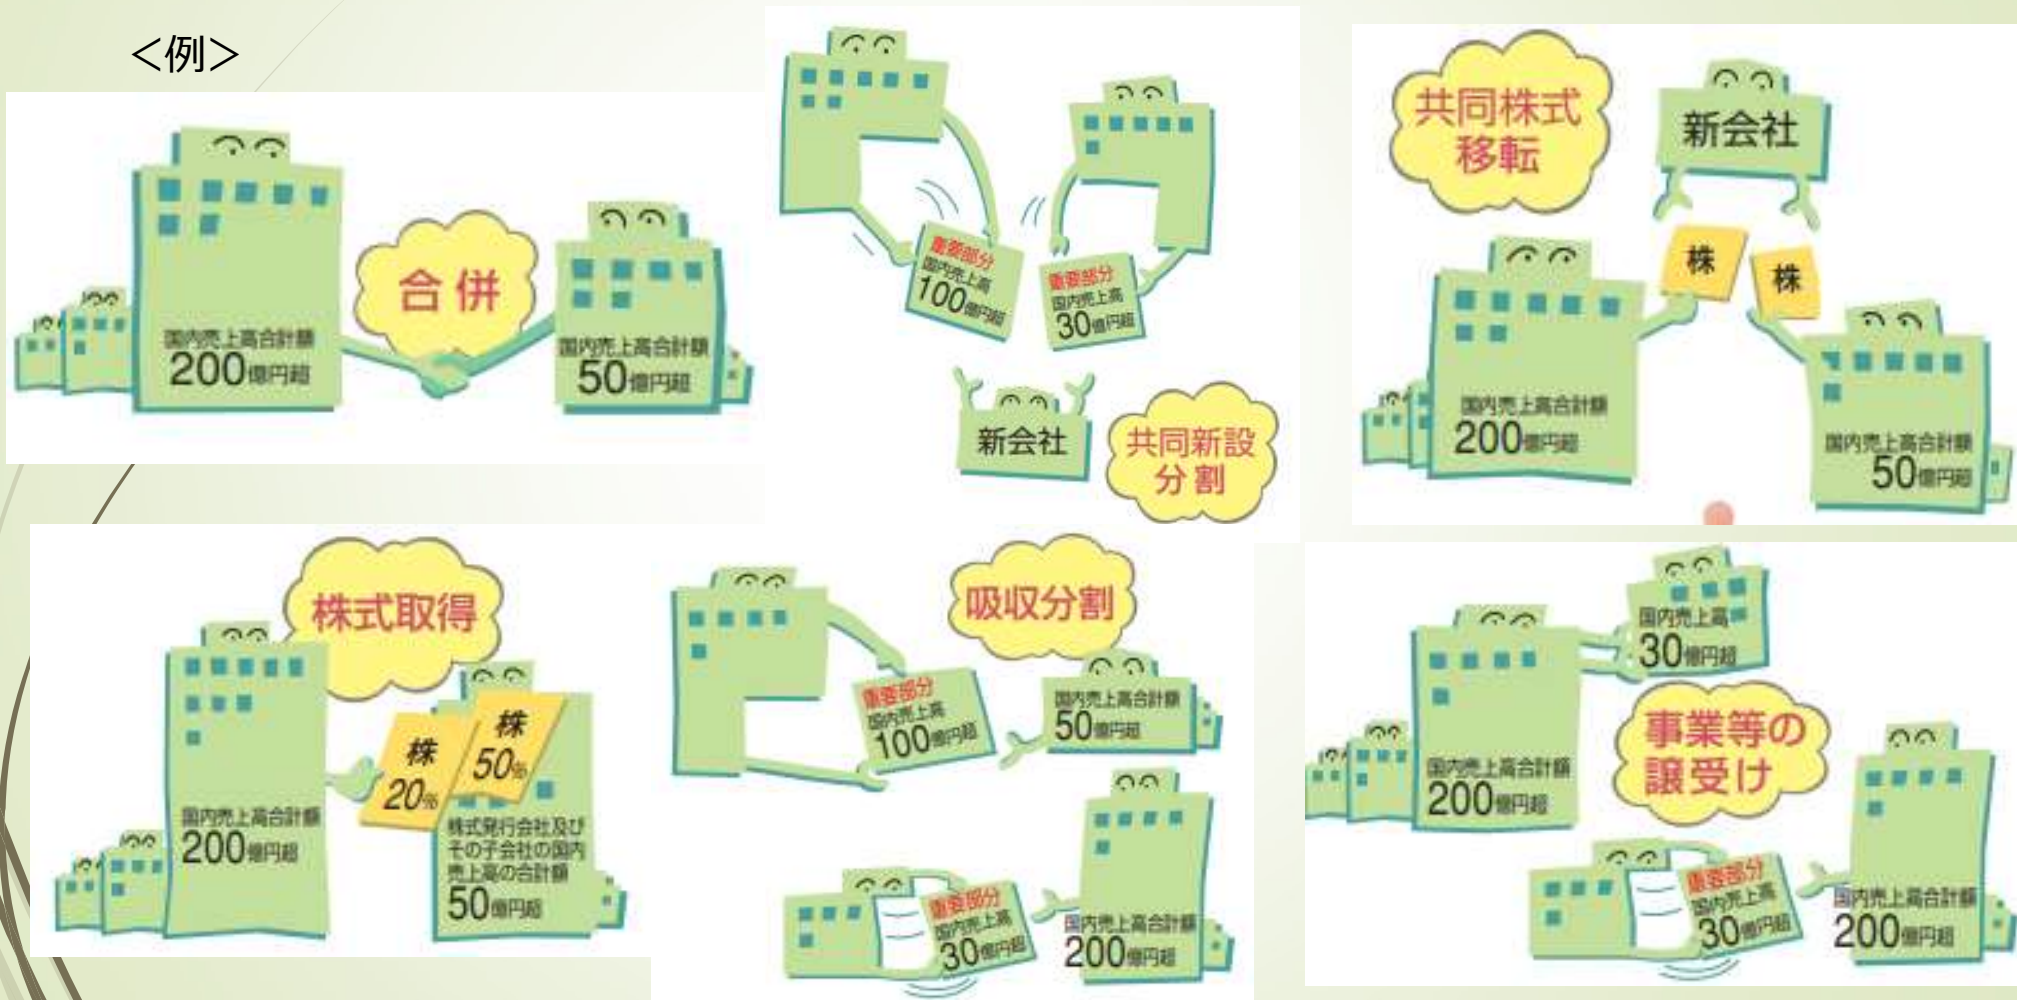 ＜例＞
合併
国内売上高合計額
200億円超
国内売上高合計額
50億円超
重要部分
国内売上高
100億円超
重要部分
国内売上高
30億円超
新会社
共同新設
分割
共同株式
移転
新会社
株
株
国内売上高合計額
200億円超
国内売上高合計額
50億円超
株式取得
株
20%
株
50%
国内売上高合計額
200億円超
株式発行会社及び
その子会社の国内
売上高の合計額
50億円超
吸収分割
重要部分
国内売上高
100億円超
国内売上高合計額
50億円超
重要部分
国内売上高
30億円超
国内売上高合計額
200億円超
国内売上高
30億円超
事業等の
譲受け
国内売上高合計額
200億円超
重要部分
国内売上高
30億円超
国内売上高合計額
200億円超